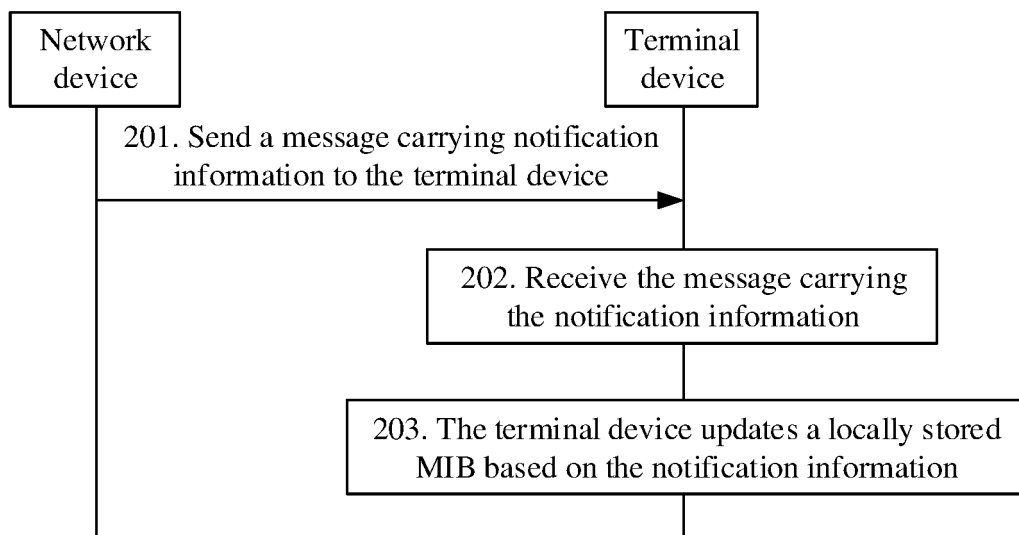 Network
device
Terminal
device
201. Send a message carrying notification
information to the terminal device
202. Receive the message carrying
the notification information
203. The terminal device updates a locally stored
MIB based on the notification information